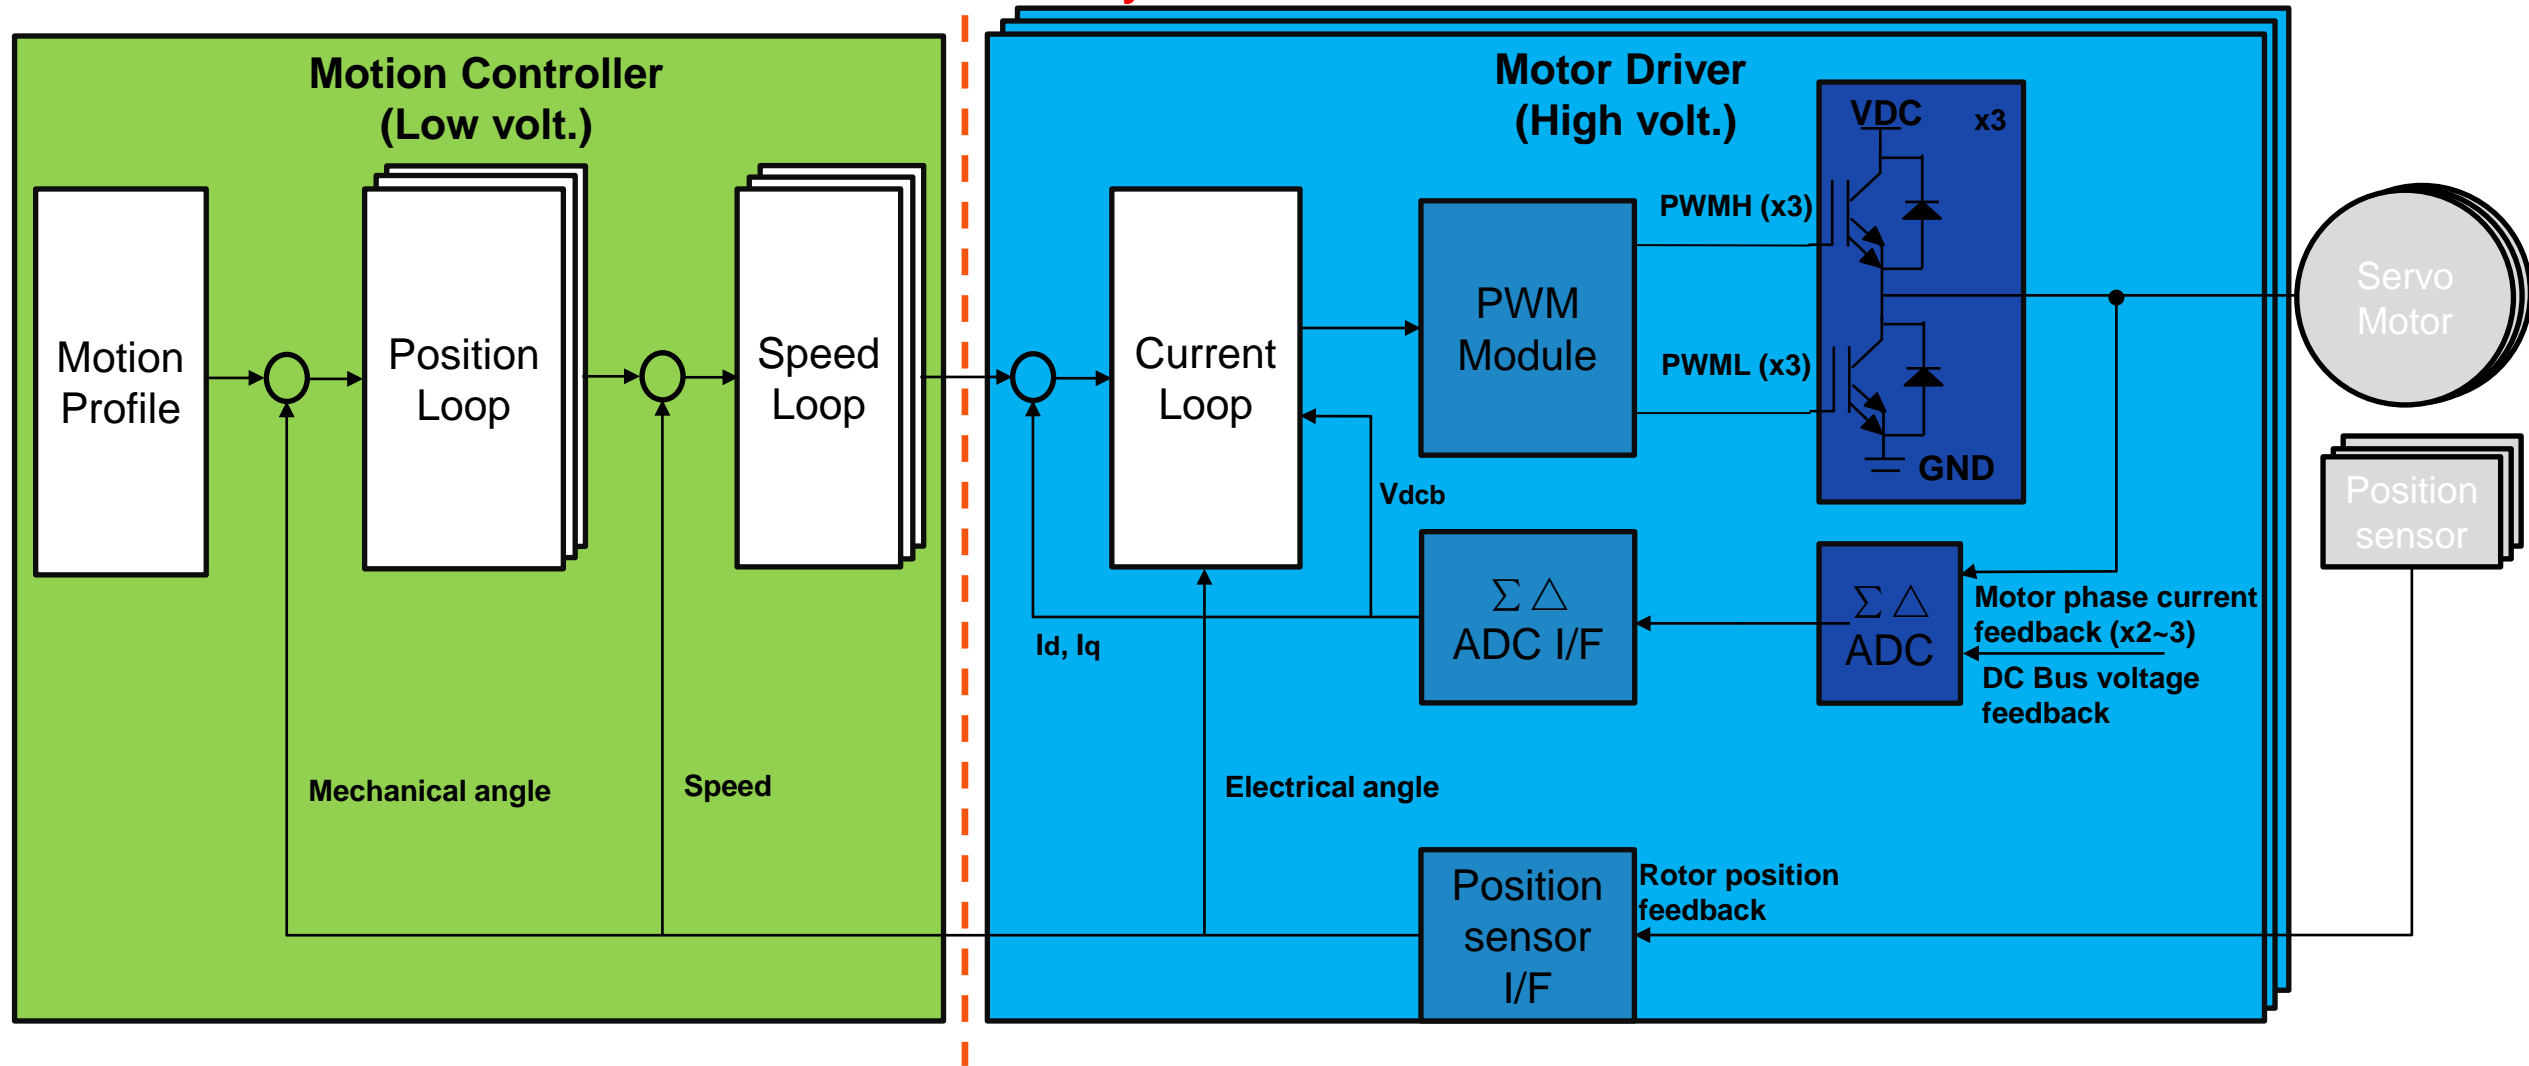 Motion Controller
(Low volt.)
Motion
Profile
Position
Loop
Speed
Loop
Mechanical angle
Speed
Motor Driver
(High volt.)
Current
Loop
PWM
Module
PWMH (x3)
PWML (x3)
VDC
x3
GND
Vdcb
Id, Iq
Σ △
ADC I/F
Σ △
ADC
Motor phase current
feedback (x2~3)
DC Bus voltage
feedback
Electrical angle
Position
sensor
I/F
Rotor position
feedback
Servo
Motor
Position
sensor